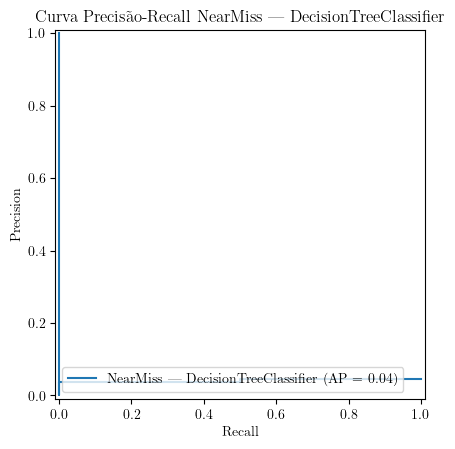 Curva Precisão-Recall NearMiss — DecisionTreeClassifier
1.0
0.8
0.6
0.4
0.2
0.0
Precision
NearMiss — DecisionTreeClassifier (AP = 0.04)
0.0 0.2 0.4 0.6 0.8 1.0
Recall